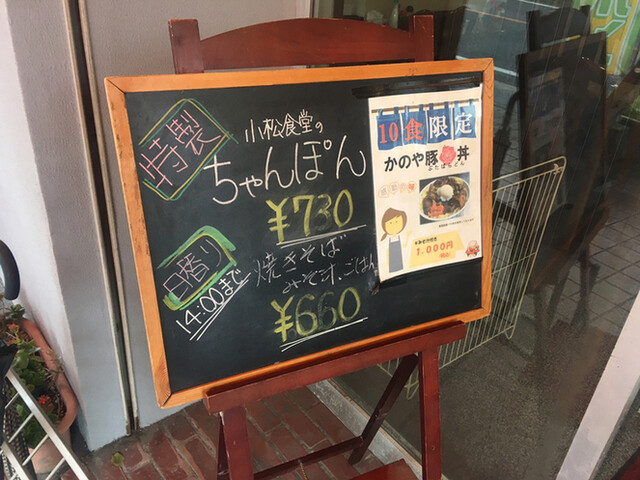 特製
小松食堂の
ちゃんぽん
¥730
日替り
14:00まで
焼きそば
みそ汁、ごはん
¥660
10食限定
かのや豚丼
1,000円